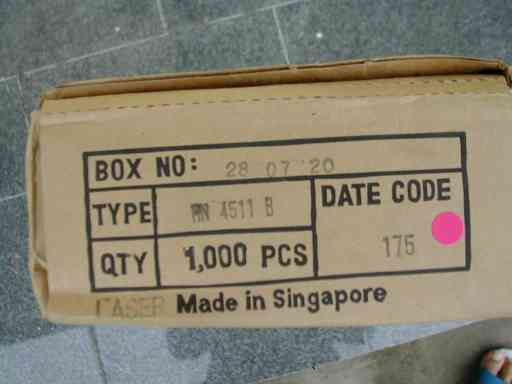 BOX NO: 28 07 20
TYPE 4511 B
DATE CODE
175
QTY 1,000 PCS
Made in Singapore